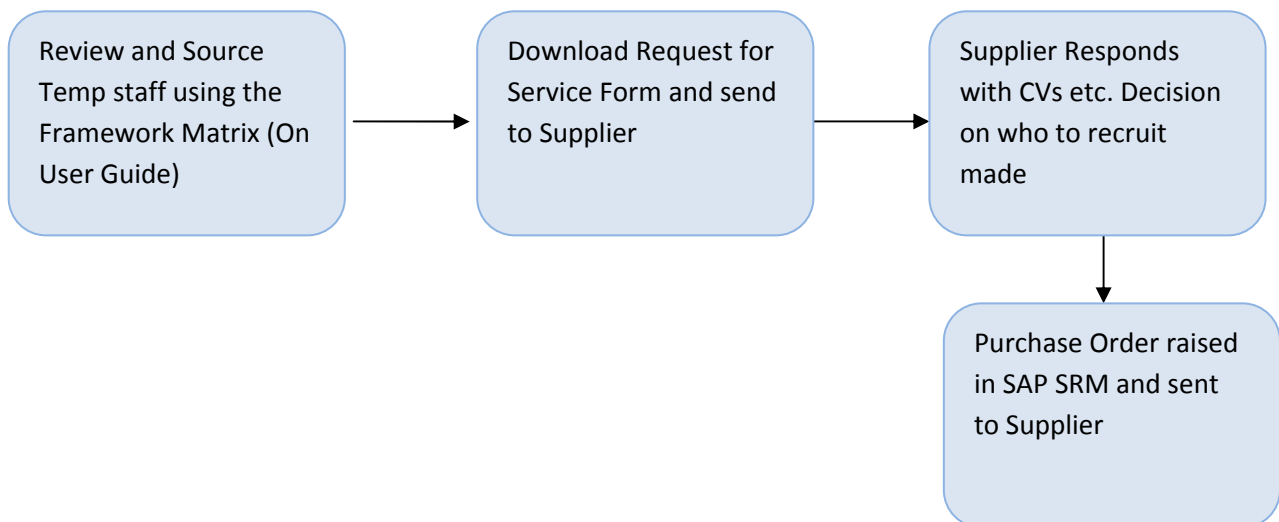 Review and Source
Temp staff using the
Framework Matrix (On
User Guide)
Download Request for
Service Form and send
to Supplier
Supplier Responds
with CVs etc. Decision
on who to recruit
made
Purchase Order raised
in SAP SRM and sent
to Supplier